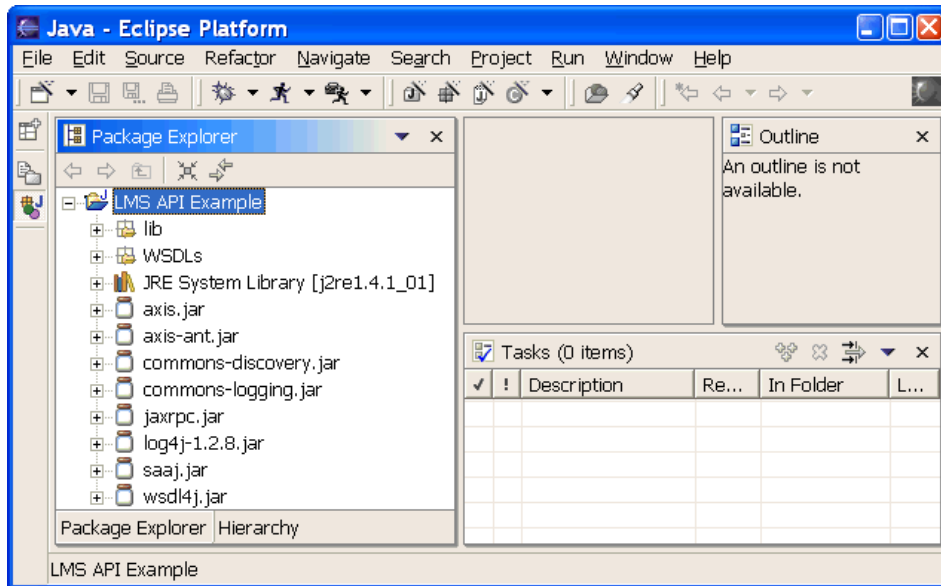 Java - Eclipse Platform
File Edit Source Refactor Navigate Search Project Run Window Help
Package Explorer
LMS API Example
lib
WSDLs
JRE System Library [j2re1.4.1_01]
axis.jar
axis-ant.jar
commons-discovery.jar
commons-logging.jar
jaxrpc.jar
log4j-1.2.8.jar
saaj.jar
wsdl4j.jar
Package Explorer Hierarchy
Outline
An outline is not
available.
Tasks (0 items)
! Description Re... In Folder L...
LMS API Example